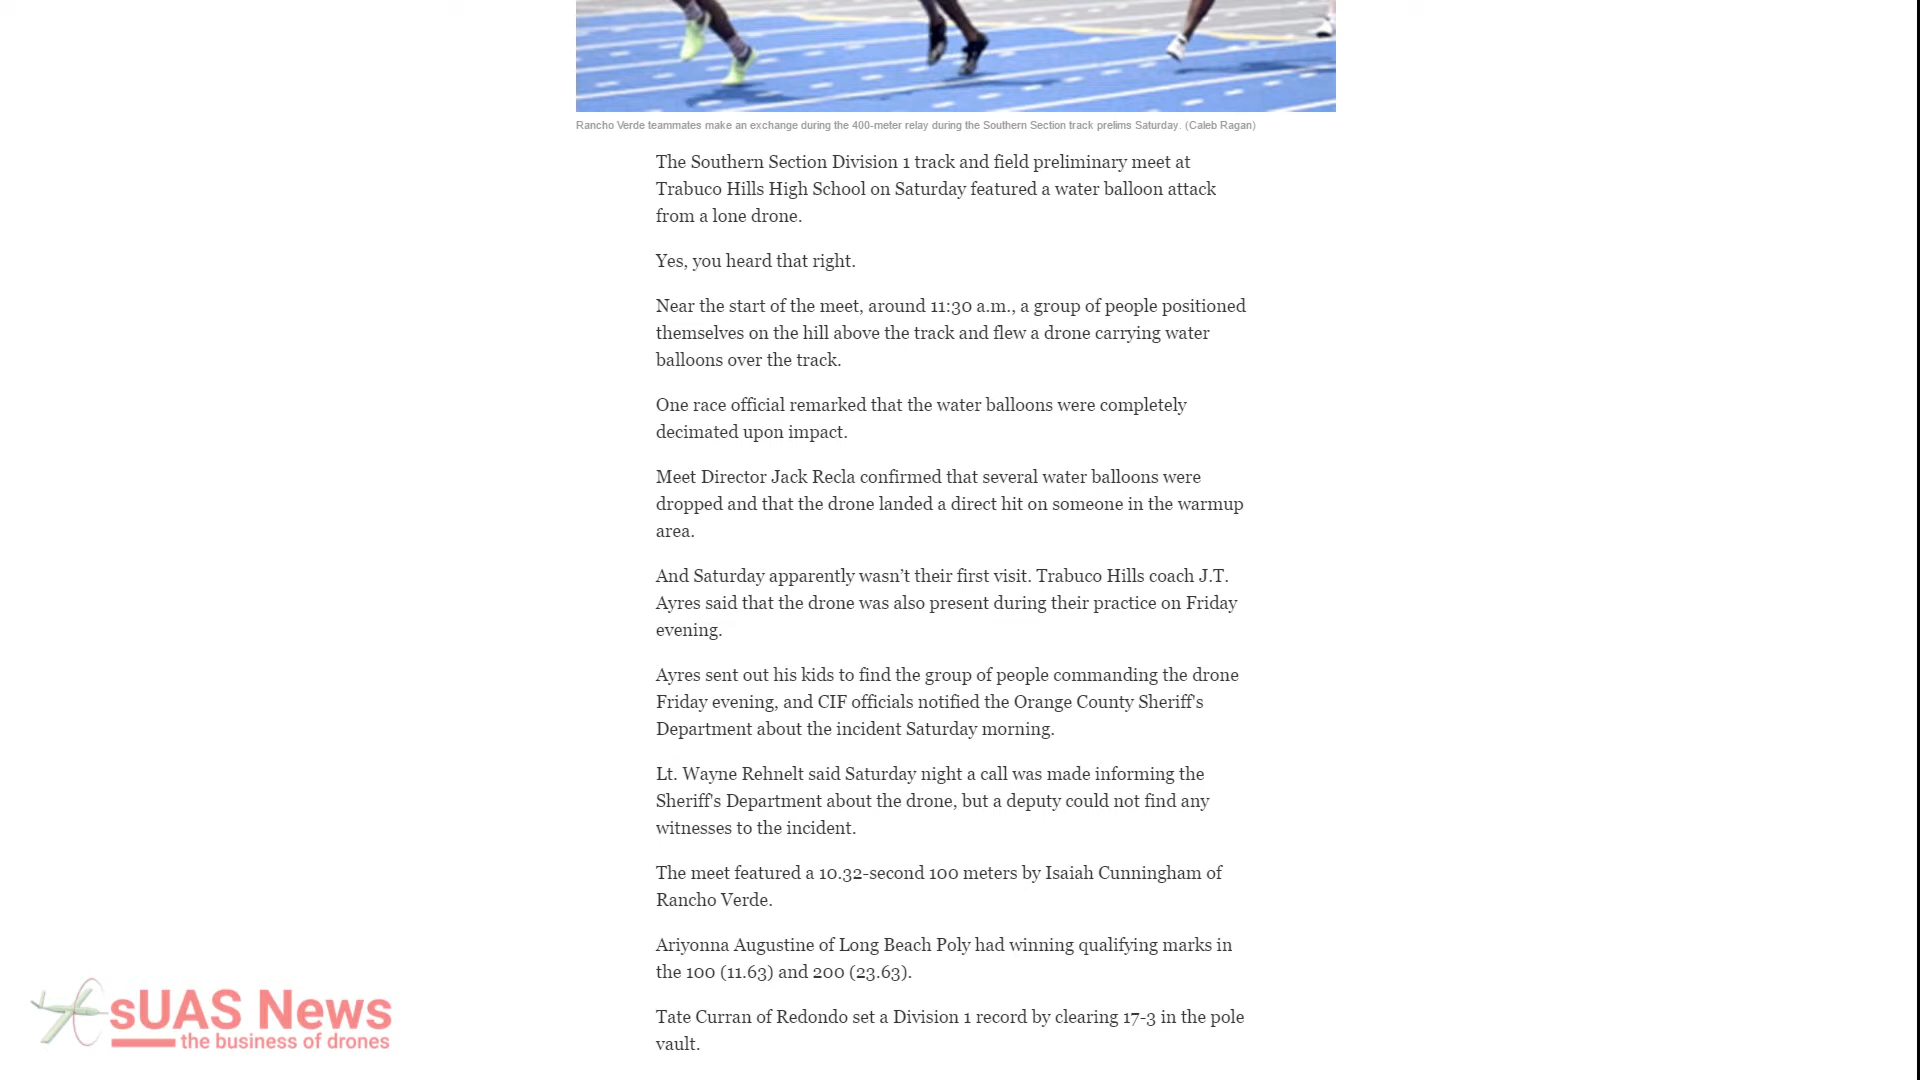 Rancho Verde teammates make an exchange during the 400-meter relay during the Southern Section track prelims Saturday. (Caleb Ragan)
The Southern Section Division 1 track and field preliminary meet at
Trabuco Hills High School on Saturday featured a water balloon attack
from a lone drone.
Yes, you heard that right.
Near the start of the meet, around 11:30 a.m., a group of people positioned
themselves on the hill above the track and flew a drone carrying water
balloons over the track.
One race official remarked that the water balloons were completely
decimated upon impact.
Meet Director Jack Recla confirmed that several water balloons were
dropped and that the drone landed a direct hit on someone in the warmup
area.
And Saturday apparently wasn’t their first visit. Trabuco Hills coach J.T.
Ayres said that the drone was also present during their practice on Friday
evening.
Ayres sent out his kids to find the group of people commanding the drone
Friday evening, and CIF officials notified the Orange County Sheriff's
Department about the incident Saturday morning.
Lt. Wayne Rehnelt said Saturday night a call was made informing the
Sheriff's Department about the drone, but a deputy could not find any
witnesses to the incident.
The meet featured a 10.32-second 100 meters by Isaiah Cunningham of
Rancho Verde.
Ariyonna Augustine of Long Beach Poly had winning qualifying marks in
the 100 (11.63) and 200 (23.63).
Tate Curran of Redondo set a Division 1 record by clearing 17-3 in the pole
vault.
sUAS News
the business of drones